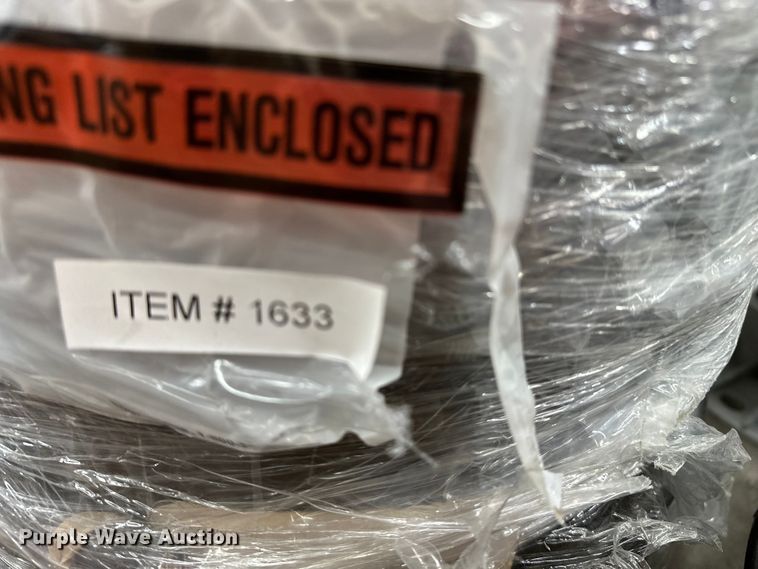 NG LIST ENCLOSED
ITEM # 1633
Purple Wave Auction